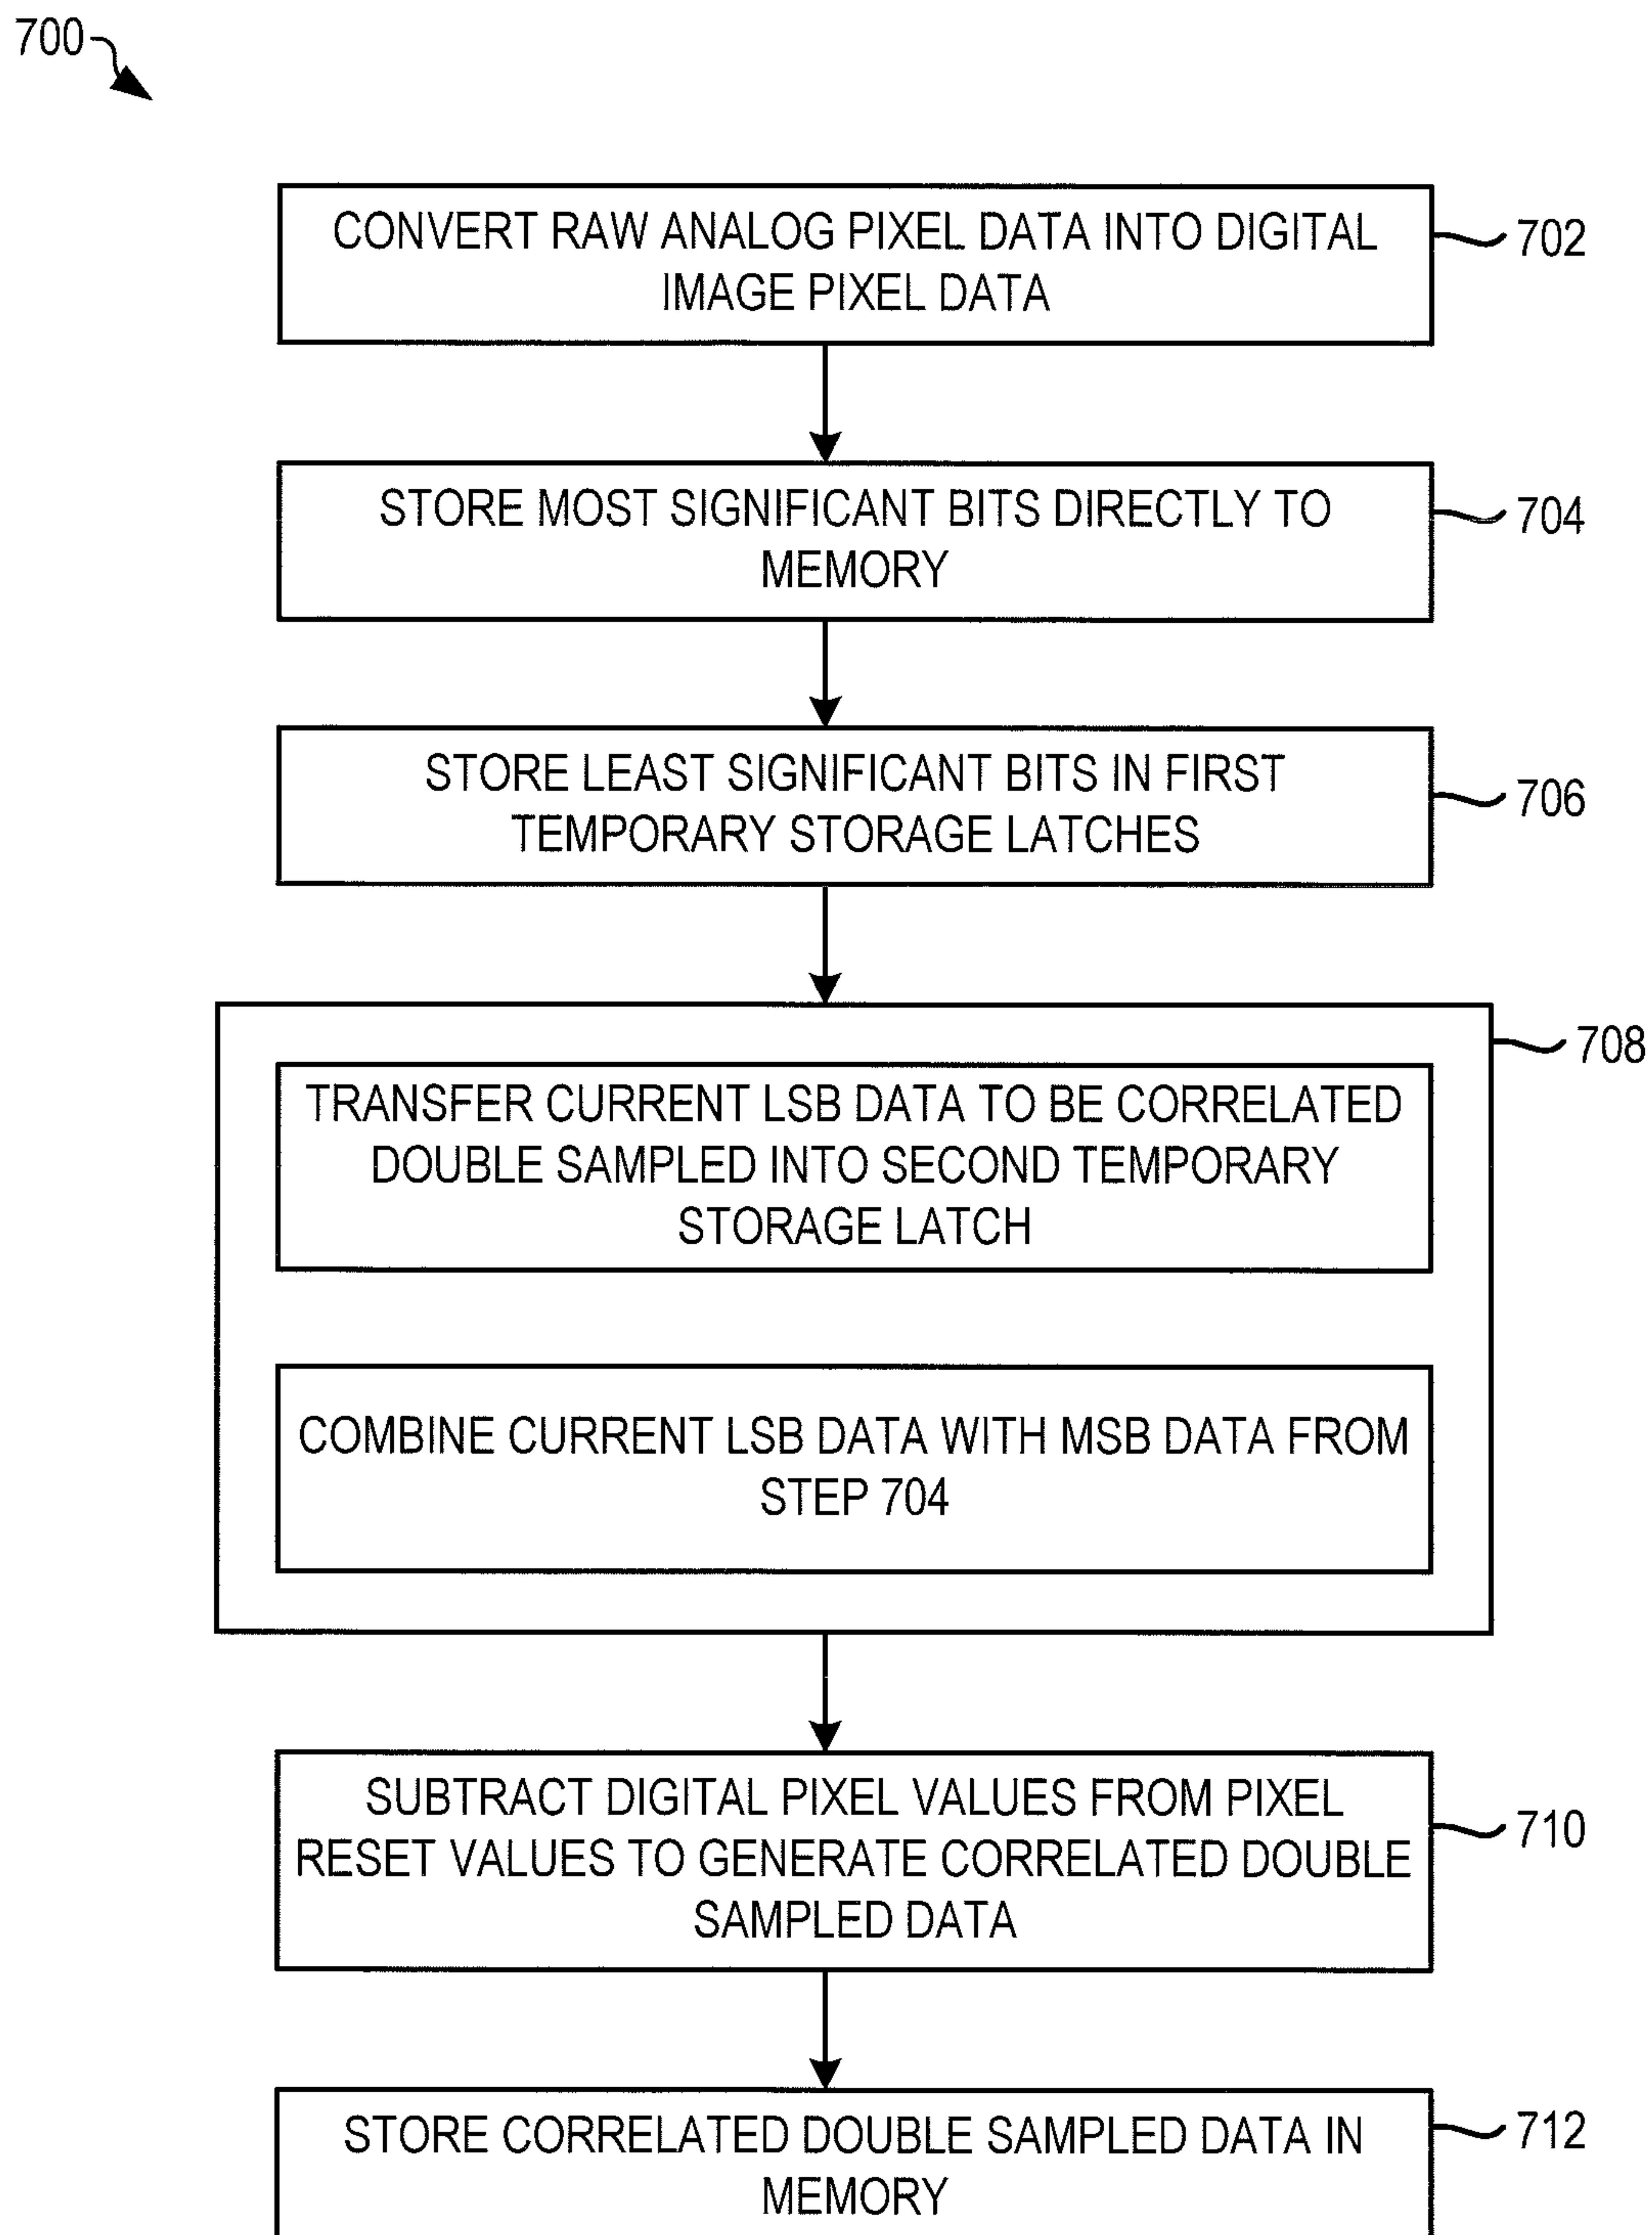 700
CONVERT RAW ANALOG PIXEL DATA INTO DIGITAL
IMAGE PIXEL DATA
702
STORE MOST SIGNIFICANT BITS DIRECTLY TO
MEMORY
704
STORE LEAST SIGNIFICANT BITS IN FIRST
TEMPORARY STORAGE LATCHES
706
708
TRANSFER CURRENT LSB DATA TO BE CORRELATED
DOUBLE SAMPLED INTO SECOND TEMPORARY
STORAGE LATCH
COMBINE CURRENT LSB DATA WITH MSB DATA FROM
STEP 704
SUBTRACT DIGITAL PIXEL VALUES FROM PIXEL
RESET VALUES TO GENERATE CORRELATED DOUBLE
SAMPLED DATA
710
STORE CORRELATED DOUBLE SAMPLED DATA IN
MEMORY
712